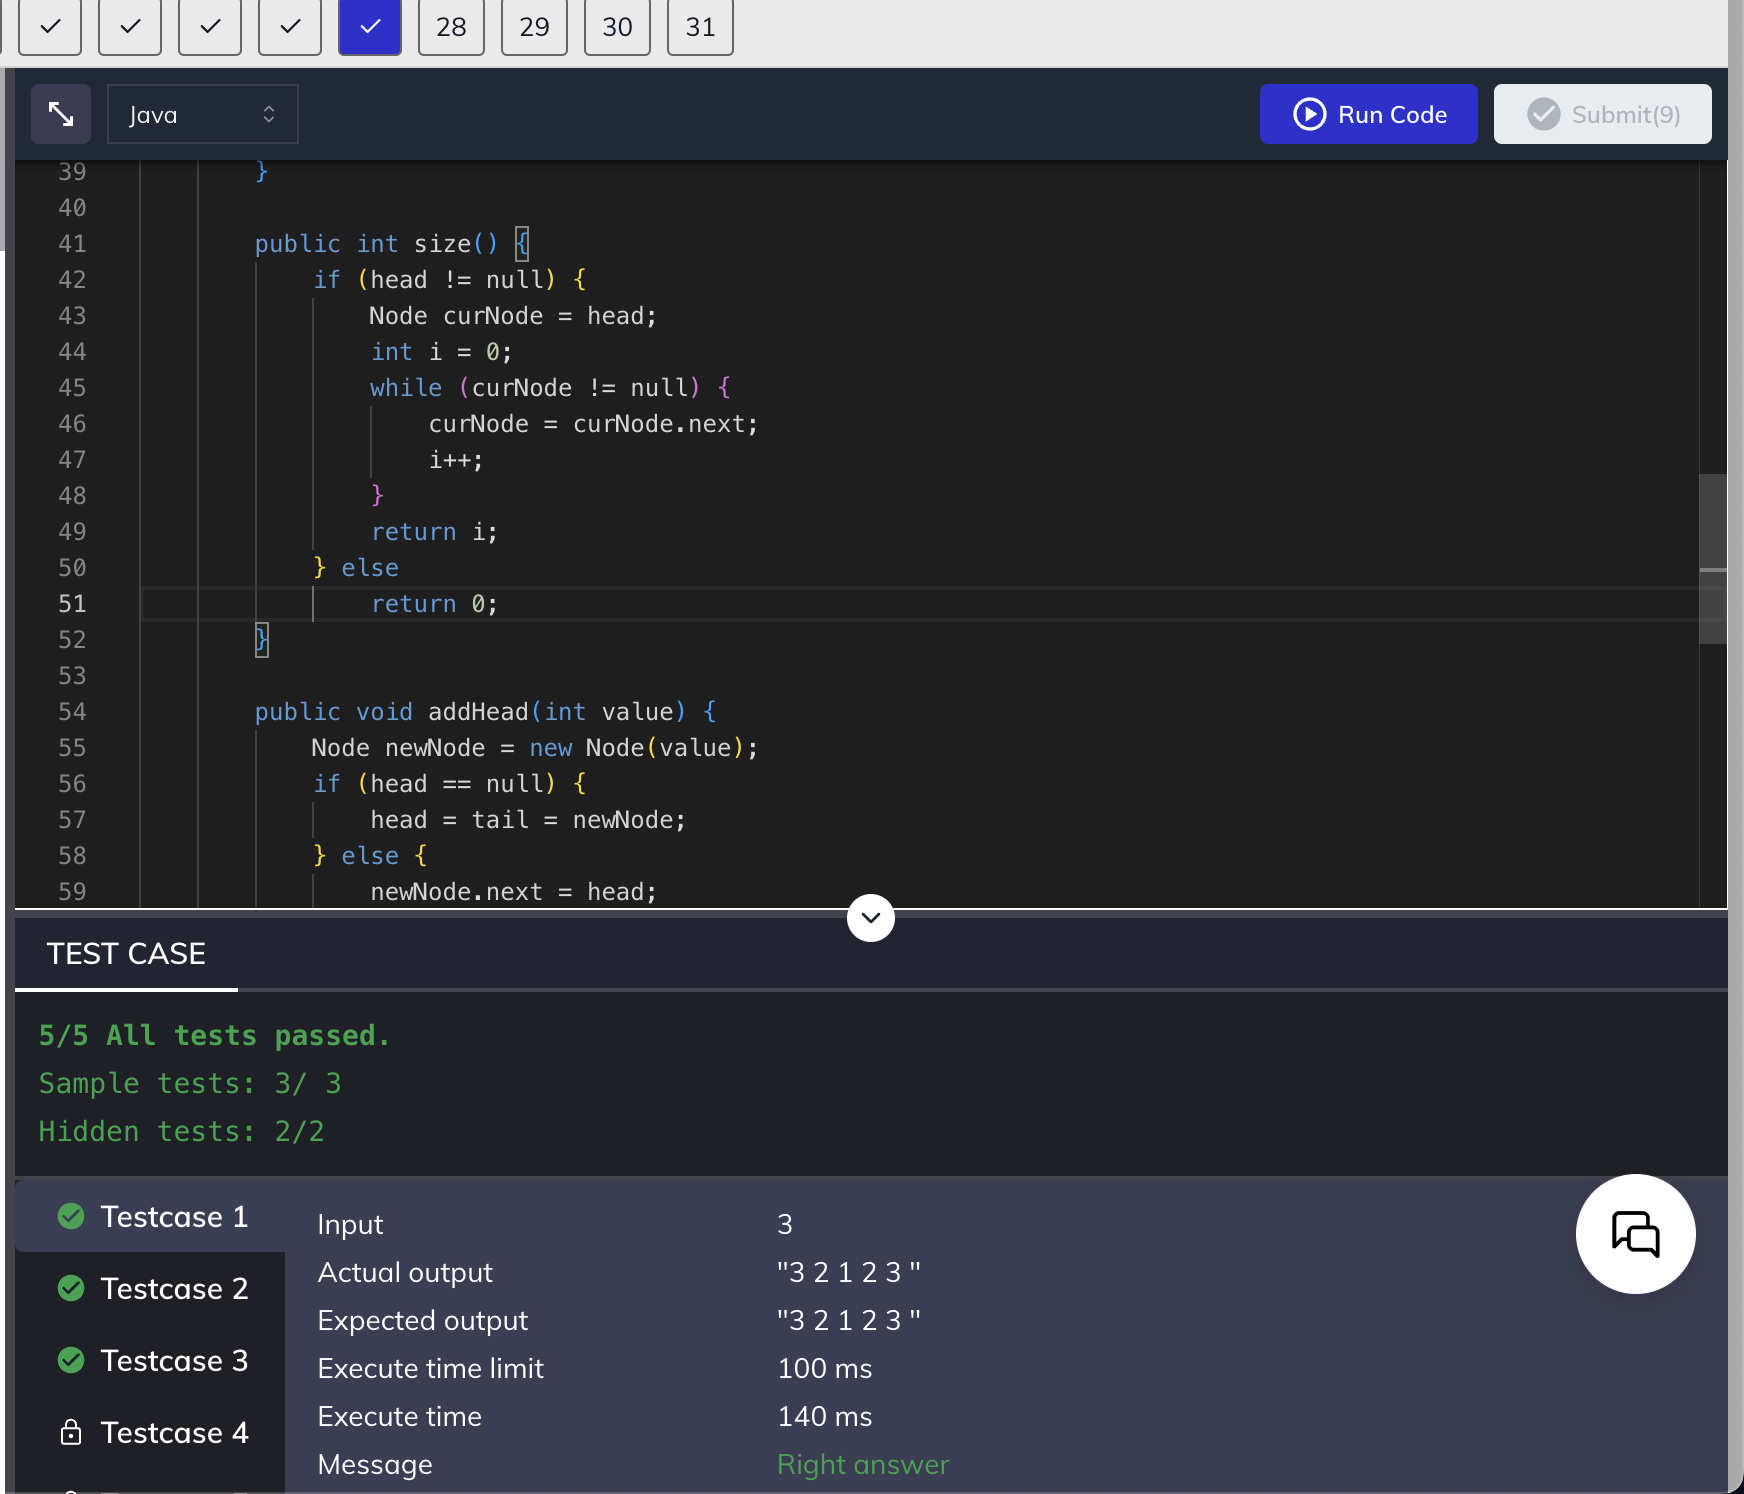 28 29 30 31
Java Run Code Submit(9)
39 }
40
41 public int size() {
42 if (head != null) {
43 Node curNode = head;
44 int i = 0;
45 while (curNode != null) {
46 curNode = curNode.next;
47 i++;
48 }
49 return i;
50 } else
51 return 0;
52 }
53
54 public void addHead(int value) {
55 Node newNode = new Node(value);
56 if (head == null) {
57 head = tail = newNode;
58 } else {
59 newNode.next = head;
TEST CASE
5/5 All tests passed.
Sample tests: 3/ 3
Hidden tests: 2/2
Testcase 1
Testcase 2
Testcase 3
Testcase 4
Input 3
Actual output "3 2 1 2 3 "
Expected output "3 2 1 2 3 "
Execute time limit 100 ms
Execute time 140 ms
Message Right answer